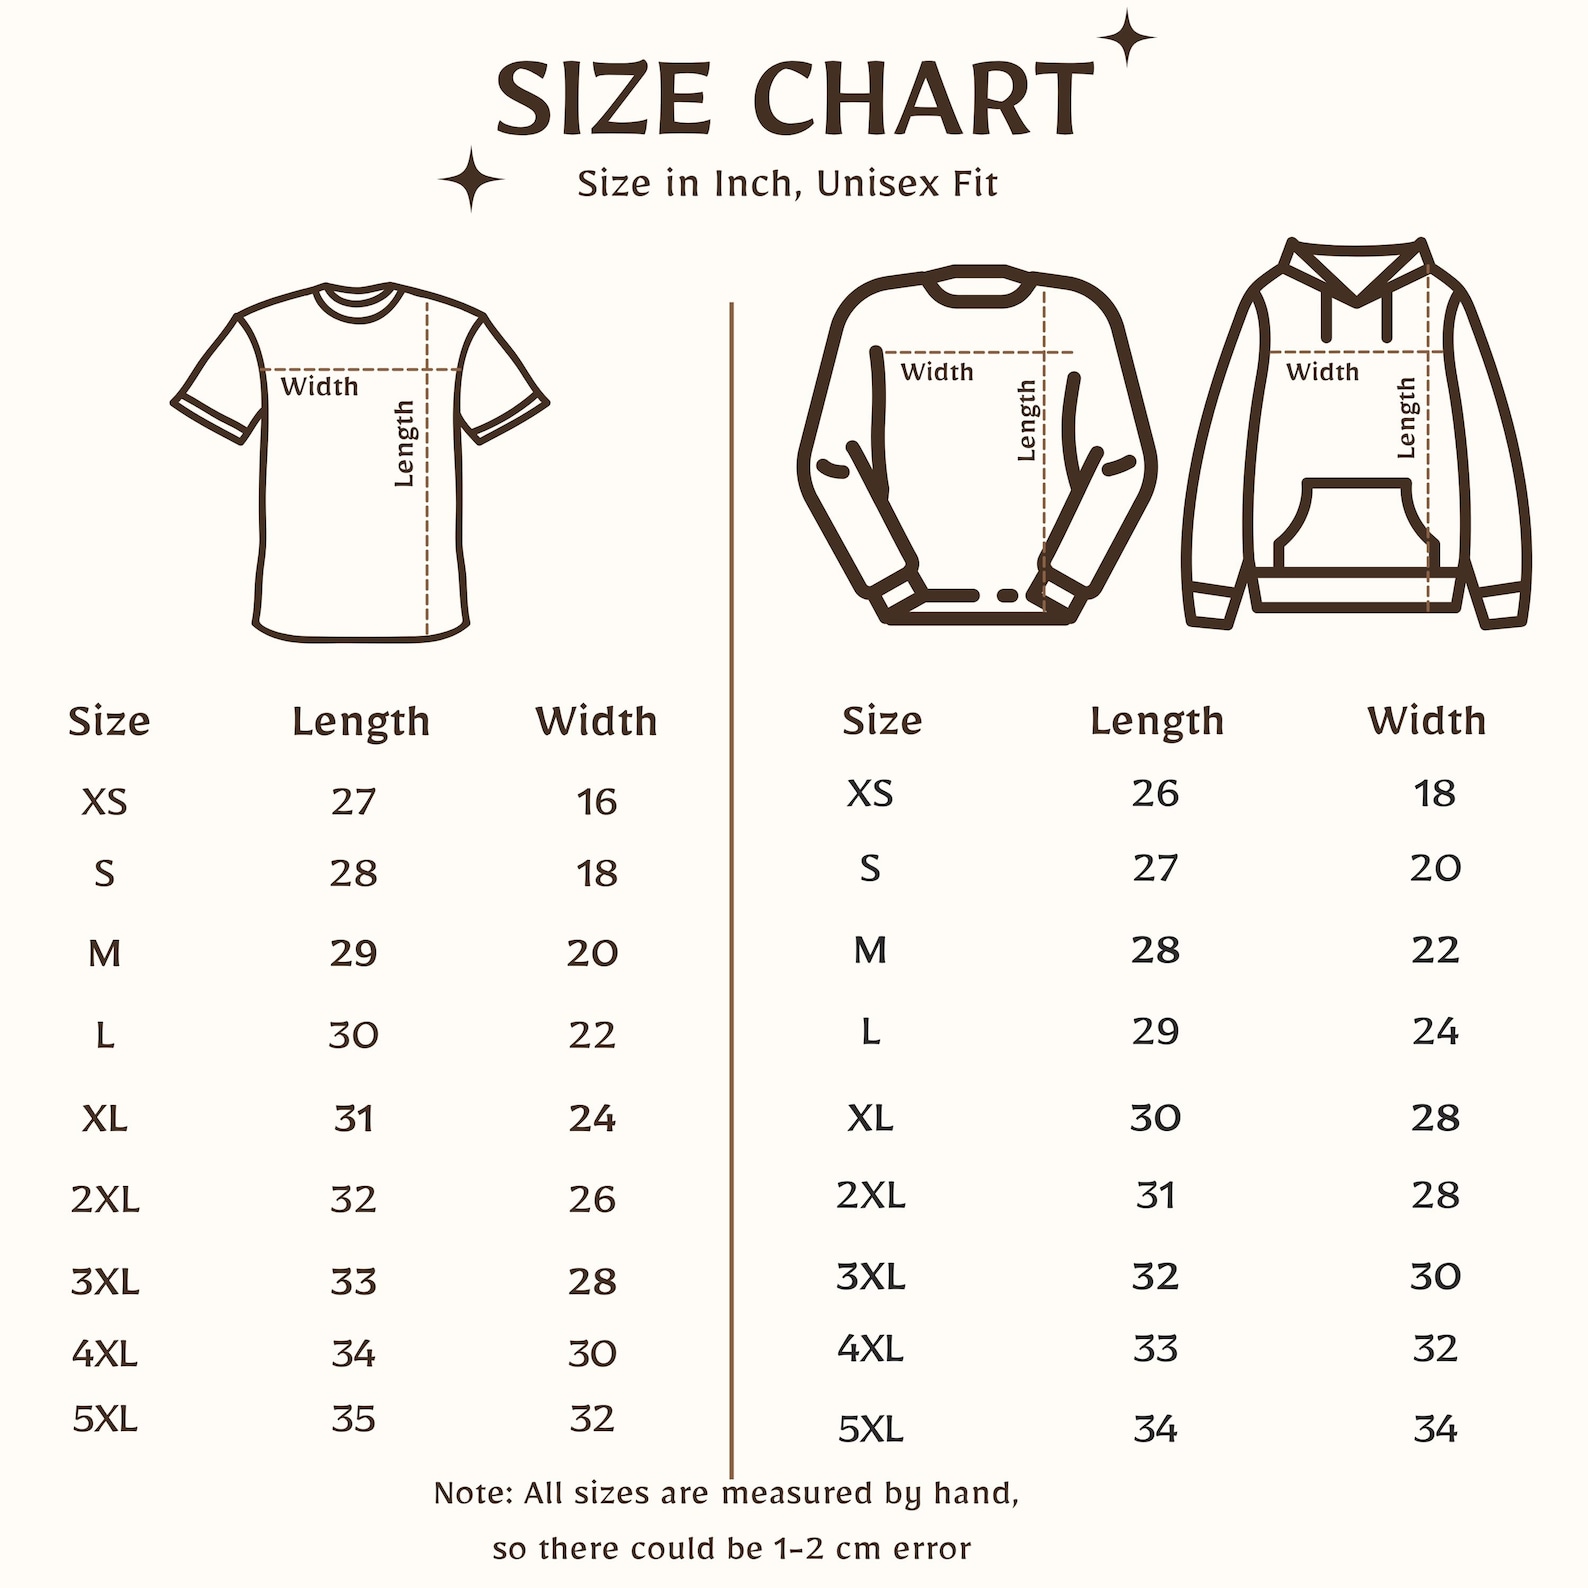 SIZE CHART
Size in Inch, Unisex Fit
Width
Length
Width
Length
Width
Length
Size Length Width
XS 27 16
S 28 18
M 29 20
L 30 22
XL 31 24
2XL 32 26
3XL 33 28
4XL 34 30
5XL 35 32
Size Length Width
XS 26 18
S 27 20
M 28 22
L 29 24
XL 30 28
2XL 31 28
3XL 32 30
4XL 33 32
5XL 34 34
Note: All sizes are measured by hand,
so there could be 1-2 cm error